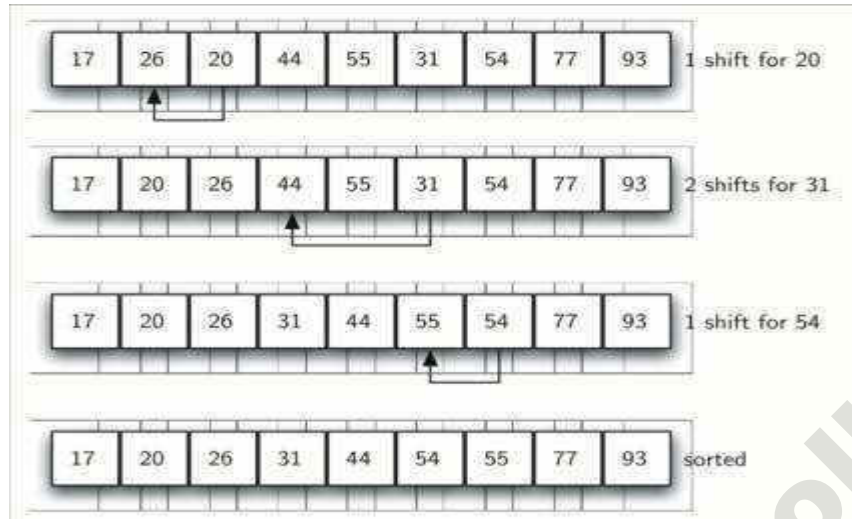 17 26 20 44 55 31 54 77 93 1 shift for 20
17 20 26 44 55 31 54 77 93 2 shifts for 31
17 20 26 31 44 55 54 77 93 1 shift for 54
17 20 26 31 44 54 55 77 93 sorted